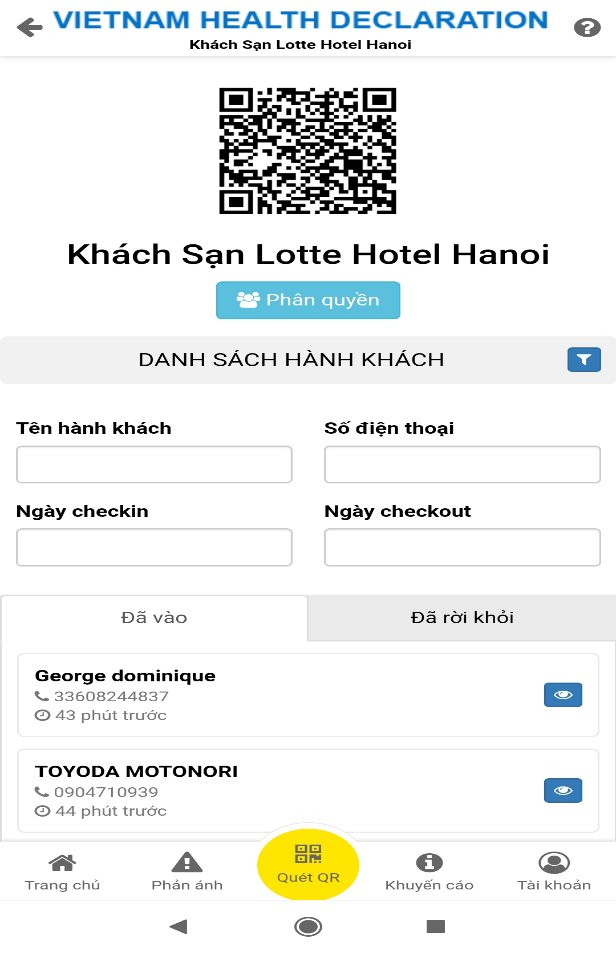 VIETNAM HEALTH DECLARATION
Khách Sạn Lotte Hotel Hanoi
Khách Sạn Lotte Hotel Hanoi
Phân quyền
DANH SÁCH HÀNH KHÁCH
Tên hành khách
Số điện thoại
Ngày checkin
Ngày checkout
Đã vào
Đã rời khỏi
George dominique
33608244837
43 phút trước
TOYODA MOTONORI
0904710939
44 phút trước
Trang chủ
Phản ánh
Quét QR
Khuyến cáo
Tài khoản